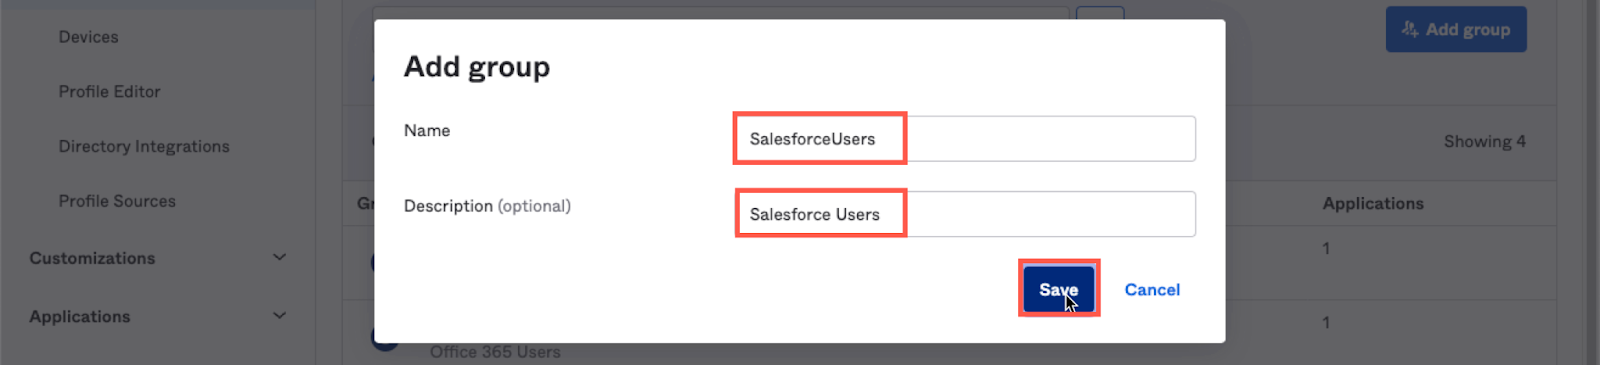 Devices
Add group
Add group
Profile Editor
Name
SalesforceUsers
Directory Integrations
Showing 4
Profile Sources
Description (optional)
Salesforce Users
Gr
Applications
Customizations
1
Save
Cancel
Applications
1
Office 365 Users